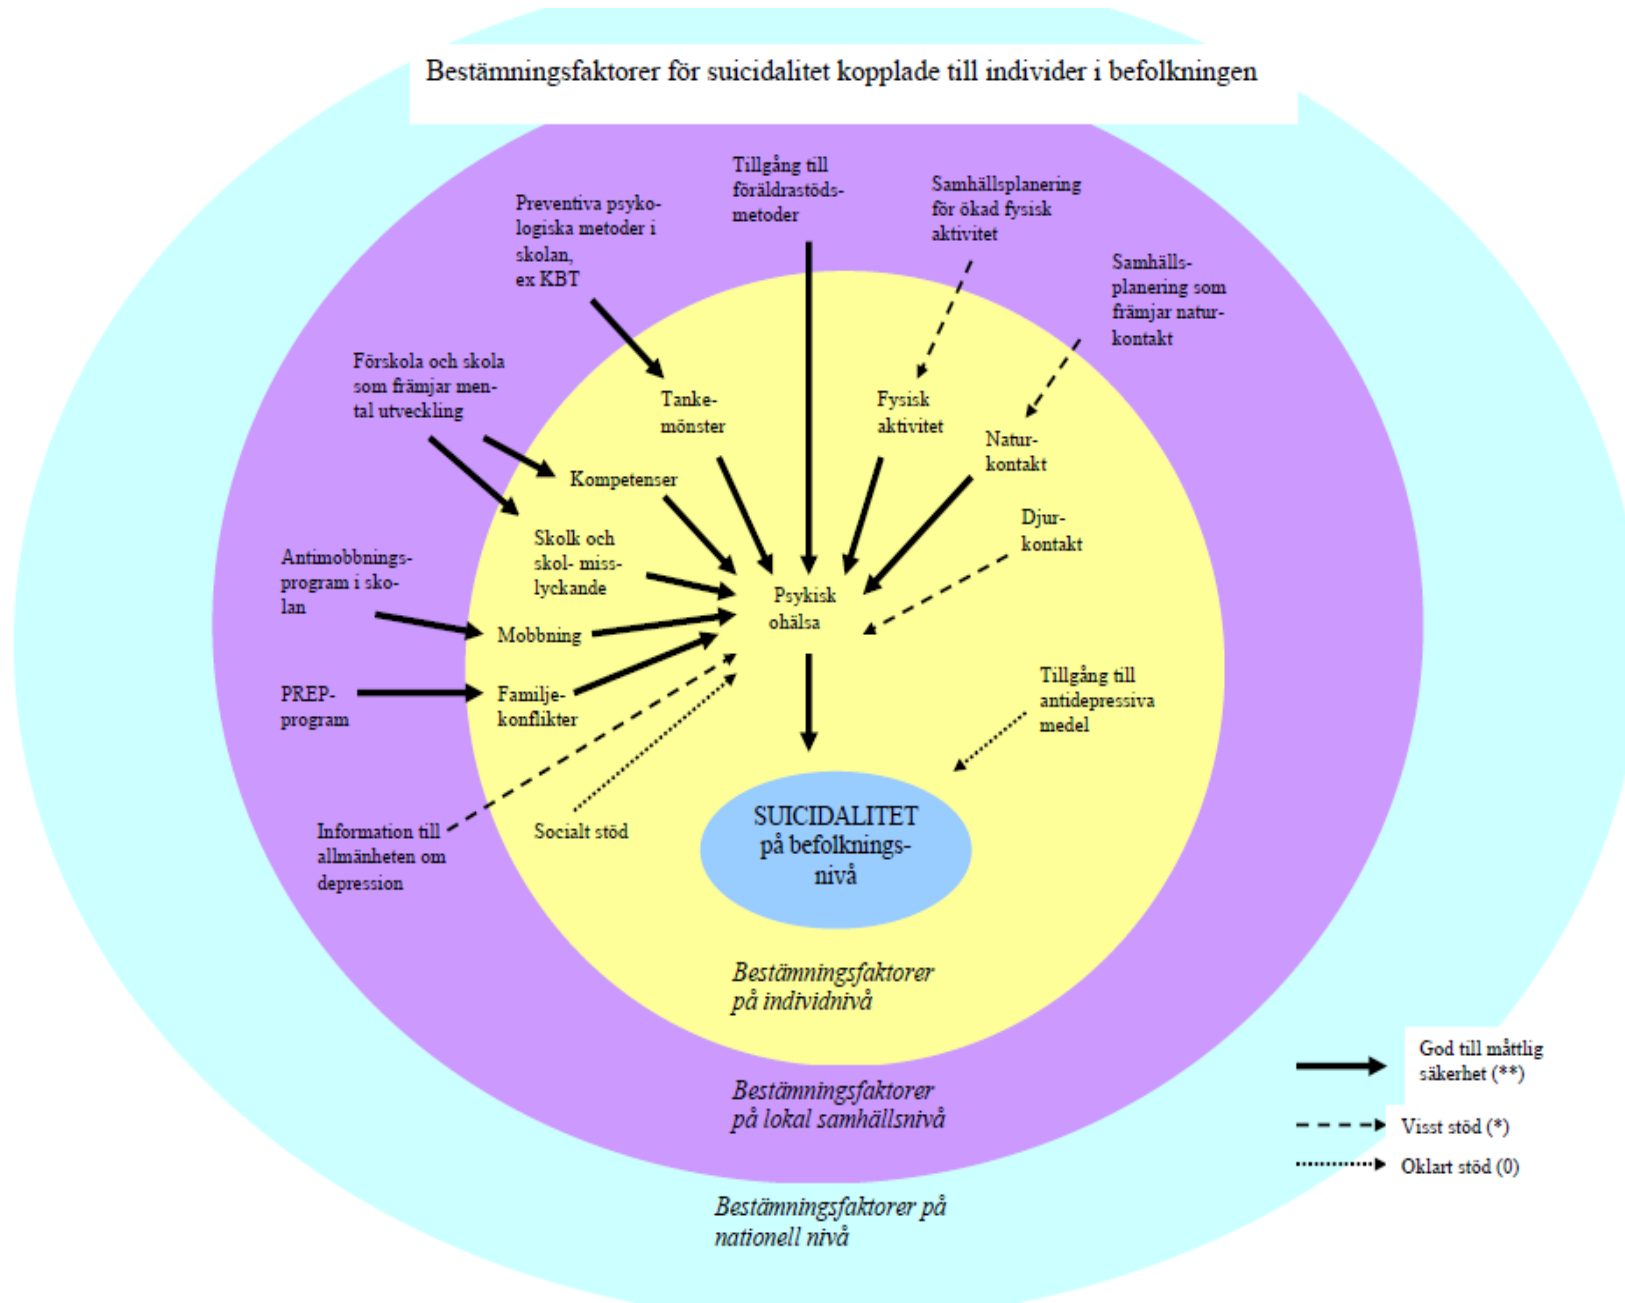 Bestämningsfaktorer för suicidalitet kopplade till individer i befolkningen
Tillgång till
föräldrastöds-
metoder
Samhällsplanering
för ökad fysisk
aktivitet
Preventiva psyko-
logiska metoder i
skolan,
ex KBT
Samhälls-
planering som
främjar natur-
kontakt
Förskola och skola
som främjar men-
tal utveckling
Tanke-
mönster
Fysisk
aktivitet
Natur-
kontakt
Kompetenser
Djur-
kontakt
Skolk och
skol- miss-
lyckande
Antimobbnings-
program i sko-
lan
Psykisk
ohälsa
Mobbning
PREP-
program
Familje-
konflikter
Tillgång till
antidepressiva
medel
Information till
allmänheten om
depression
Socialt stöd
SUICIDALITET
på befolknings-
nivå
Bestämningsfaktorer
på individnivå
Bestämningsfaktorer
på lokal samhällsnivå
Bestämningsfaktorer på
nationell nivå
God till måttlig
säkerhet (**)
Visst stöd (*)
Oklart stöd (0)